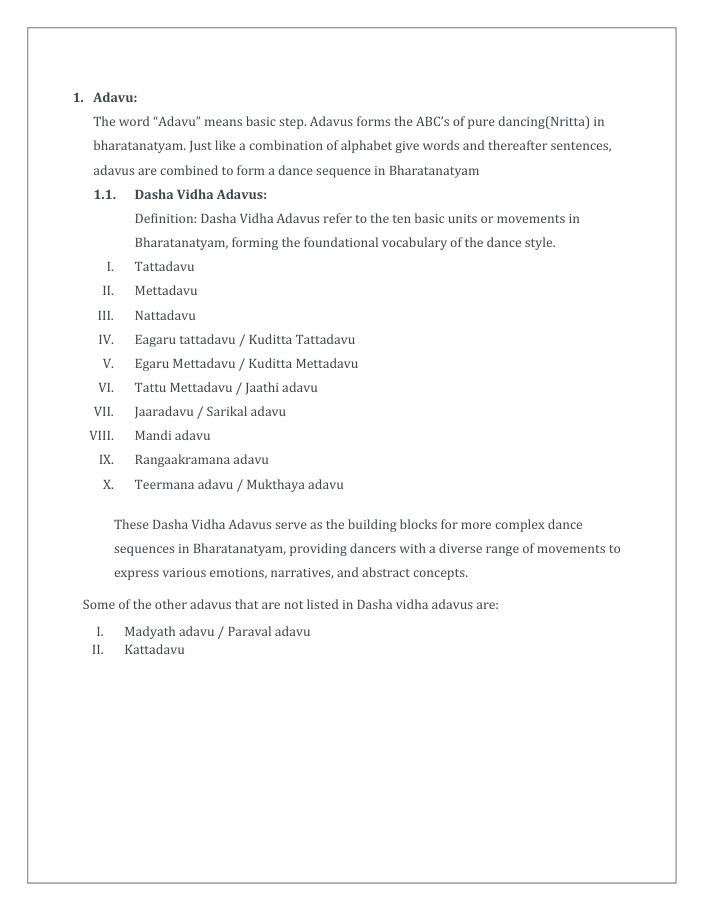 1. Adavu:
The word “Adavu” means basic step. Adavus forms the ABC’s of pure dancing(Nritta) in
bharatanatyam. Just like a combination of alphabet give words and thereafter sentences,
adavus are combined to form a dance sequence in Bharatanatyam
1.1. Dasha Vidha Adavus:
Definition: Dasha Vidha Adavus refer to the ten basic units or movements in
Bharatanatyam, forming the foundational vocabulary of the dance style.
I. Tattadavu
II. Mettadavu
III. Nattadavu
IV. Eagaru tattadavu / Kuditta Tattadavu
V. Egaru Mettadavu / Kuditta Mettadavu
VI. Tattu Mettadavu / Jaathi adavu
VII. Jaaradavu / Sarikal adavu
VIII. Mandi adavu
IX. Rangaakramana adavu
X. Teermana adavu / Mukthaya adavu
These Dasha Vidha Adavus serve as the building blocks for more complex dance
sequences in Bharatanatyam, providing dancers with a diverse range of movements to
express various emotions, narratives, and abstract concepts.
Some of the other adavus that are not listed in Dasha vidha adavus are:
I. Madyath adavu / Paraval adavu
II. Kattadavu